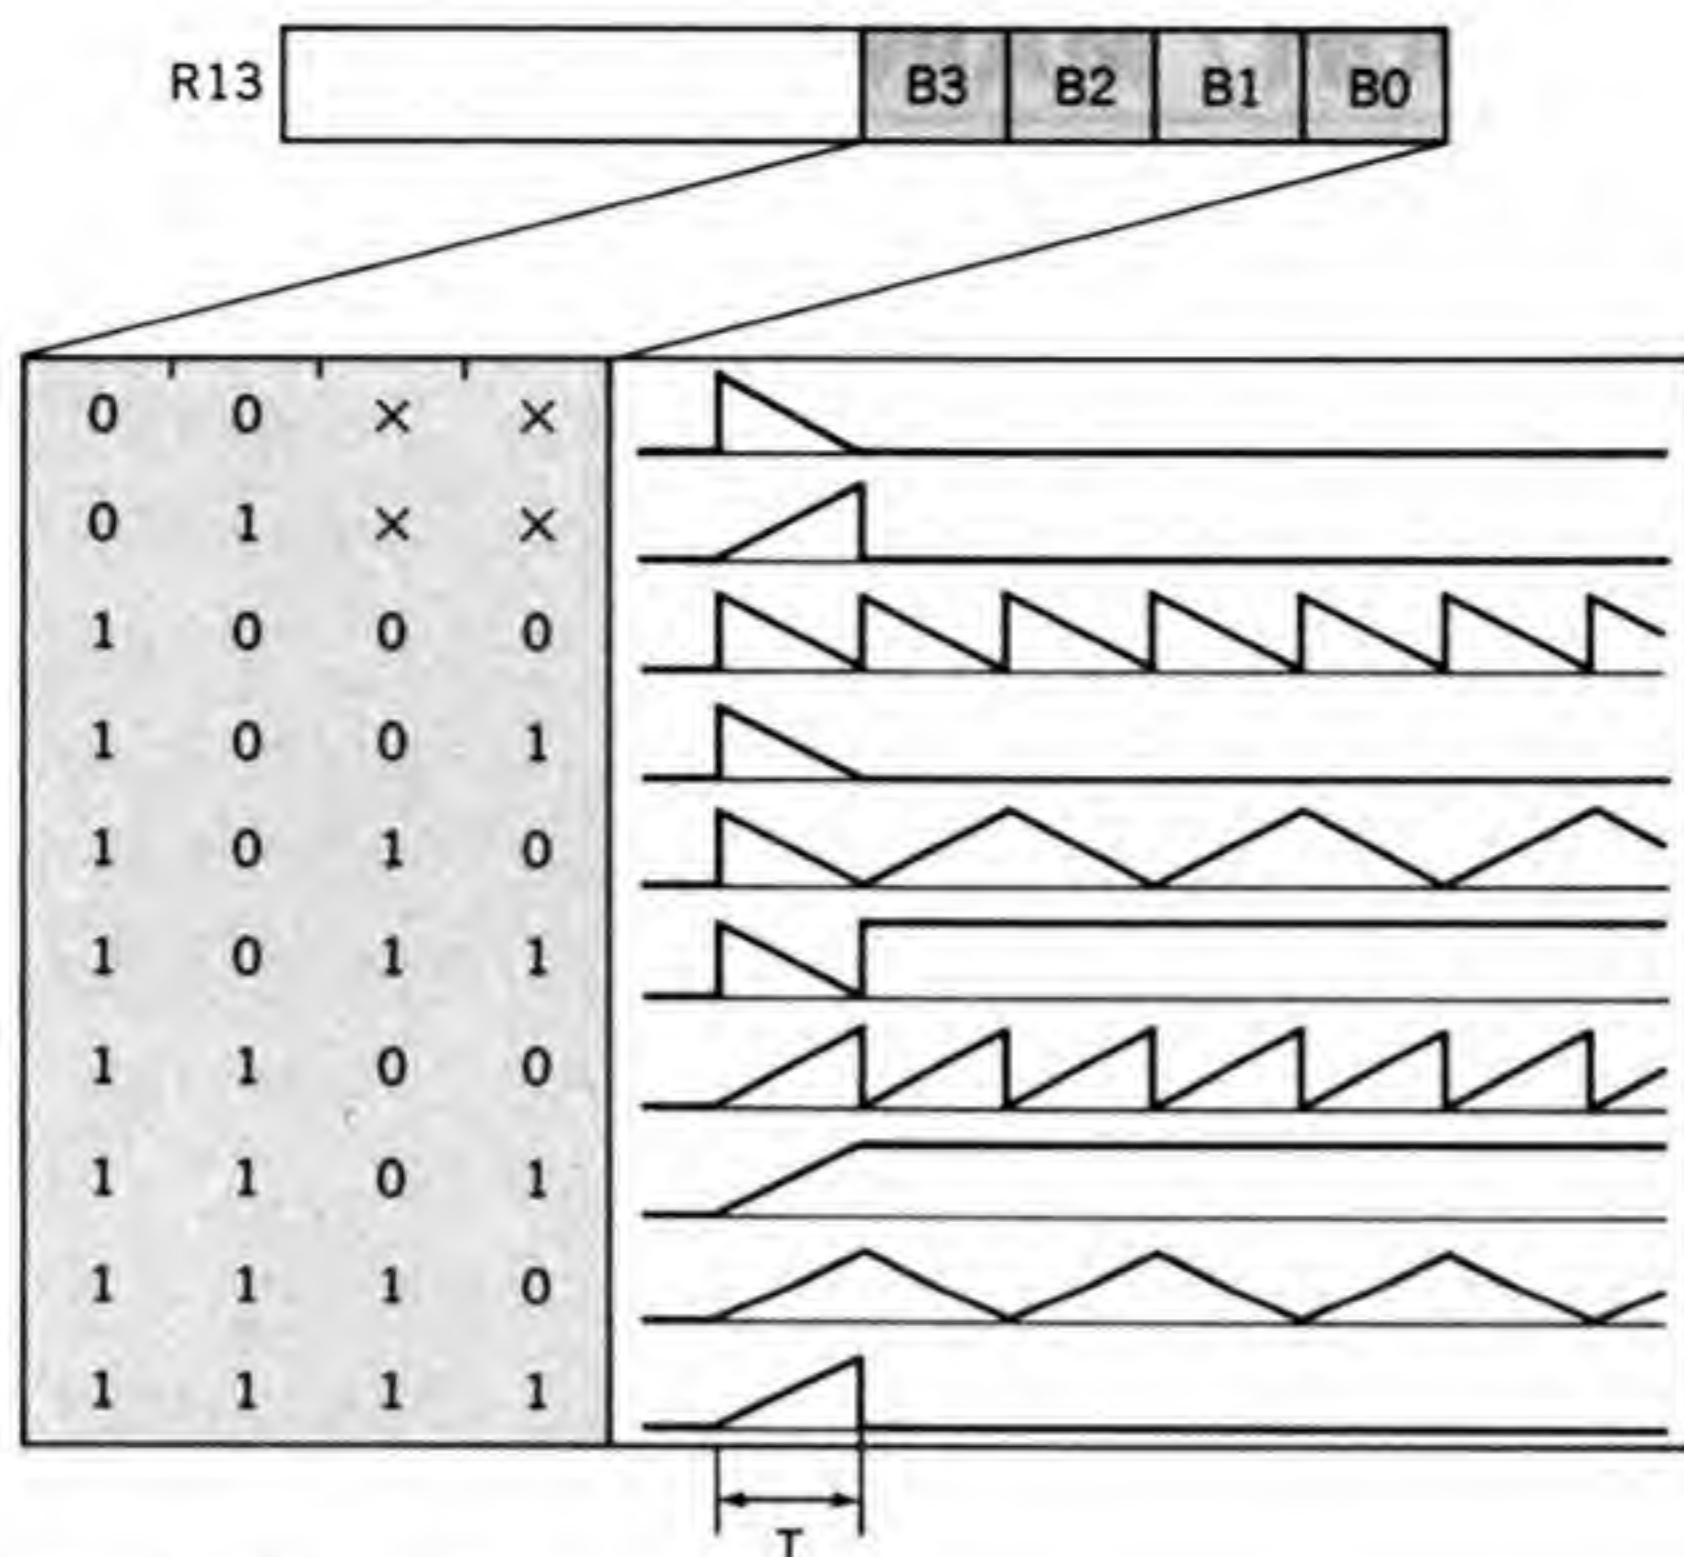 R13 B3 B2 B1 B0
0 0 × ×
0 1 × ×
1 0 0 0
1 0 0 1
1 0 1 0
1 0 1 1
1 1 0 0
1 1 0 1
1 1 1 0
1 1 1 1
T